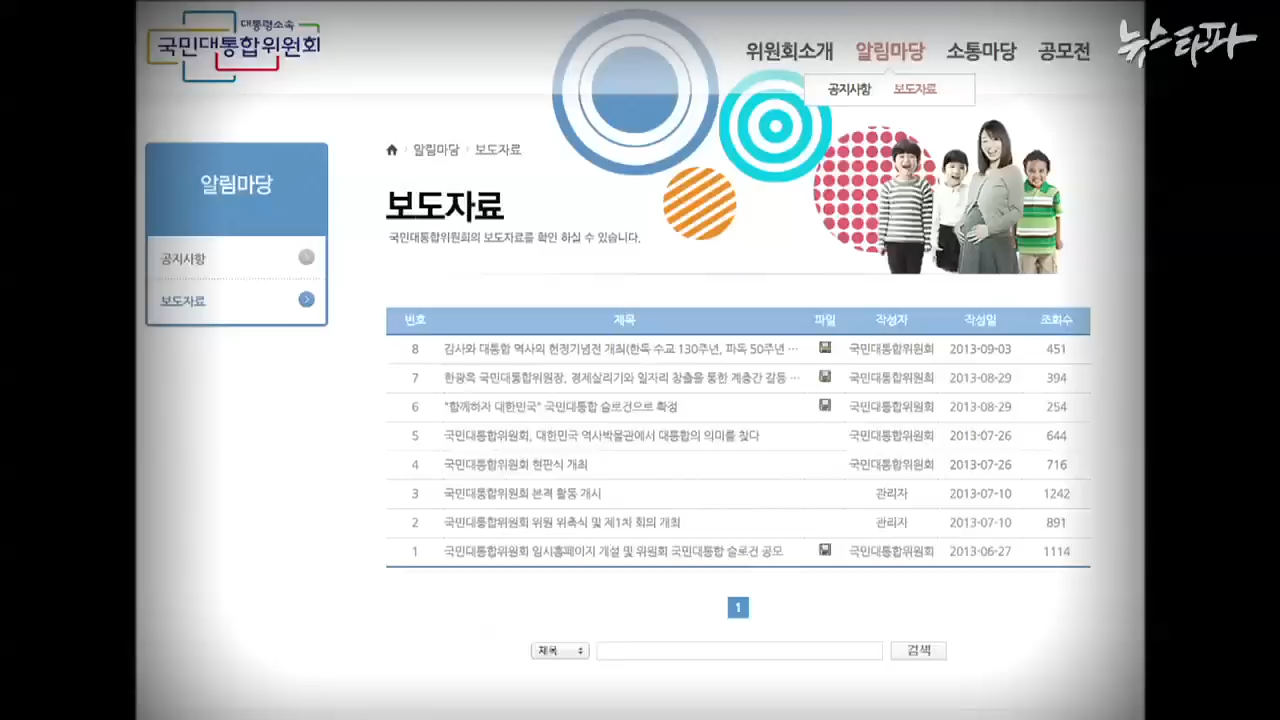 대통령소속
국민대통합위원회
위원회소개 알림마당 소통마당 공모전
뉴스타파
공지사항 보도자료
알림마당
공지사항
보도자료
알림마당 보도자료
보도자료
국민대통합위원회의 보도자료를 확인 하실 수 있습니다.
번호 제목 파일 작성자 작성일 조회수
8 감사와 대통합 역사의 헌정기념전 개최(한독 수교 130주년, 파독 50주년 ··· 국민대통합위원회 2013-09-03 451
7 한광옥 국민대통합위원장, 경제살리기와 일자리 창출을 통한 계층간 갈등 ··· 국민대통합위원회 2013-08-29 394
6 "함께하자 대한민국" 국민대통합 슬로건으로 확정 국민대통합위원회 2013-08-29 254
5 국민대통합위원회, 대한민국 역사박물관에서 대통합의 의미를 찾다 국민대통합위원회 2013-07-26 644
4 국민대통합위원회 현판식 개최 국민대통합위원회 2013-07-26 716
3 국민대통합위원회 본격 활동 개시 관리자 2013-07-10 1242
2 국민대통합위원회 위원 위촉식 및 제1차 회의 개최 관리자 2013-07-10 891
1 국민대통합위원회 임시홈페이지 개설 및 위원회 국민대통합 슬로건 공모 국민대통합위원회 2013-06-27 1114
1
제목 검색